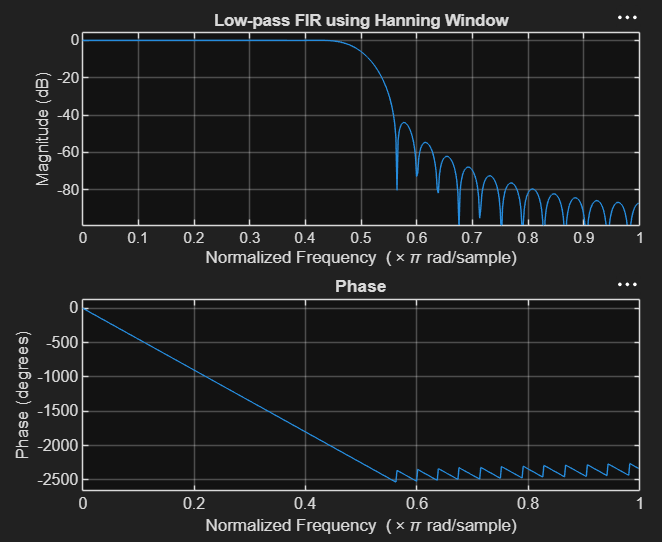 Low-pass FIR using Hanning Window
0
-20
-40
-60
-80
Magnitude (dB)
0 0.1 0.2 0.3 0.4 0.5 0.6 0.7 0.8 0.9 1
Normalized Frequency (× π rad/sample)
Phase
0
-500
-1000
-1500
-2000
-2500
Phase (degrees)
0 0.2 0.4 0.6 0.8 1
Normalized Frequency (× π rad/sample)